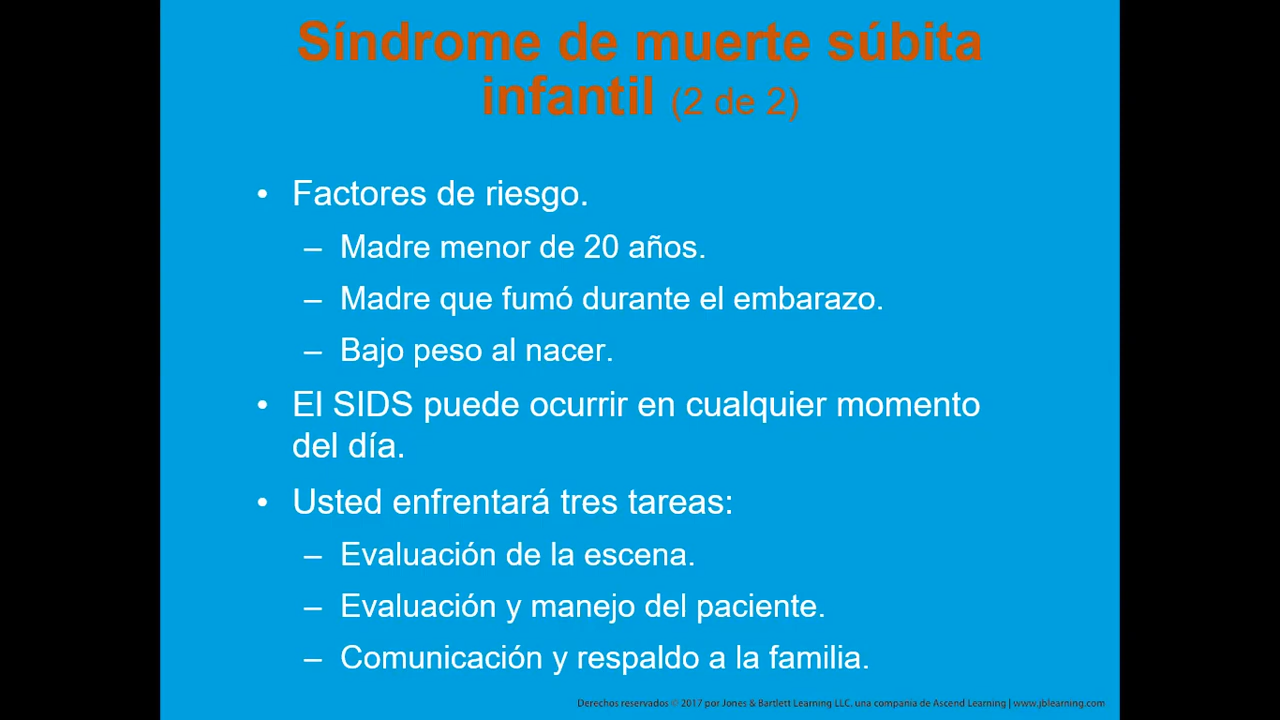 Síndrome de muerte súbita
infantil (2 de 2)
• Factores de riesgo.
– Madre menor de 20 años.
– Madre que fumó durante el embarazo.
– Bajo peso al nacer.
• El SIDS puede ocurrir en cualquier momento
del día.
• Usted enfrentará tres tareas:
– Evaluación de la escena.
– Evaluación y manejo del paciente.
– Comunicación y respaldo a la familia.
Derechos reservados © 2017 por Jones & Bartlett Learning LLC, una compania de Ascend Learning | www.jblearning.com